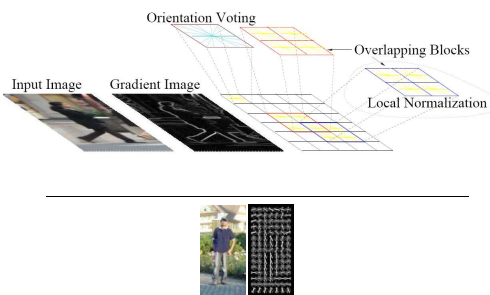 Orientation Voting
Overlapping Blocks
Input Image
Gradient Image
Local Normalization